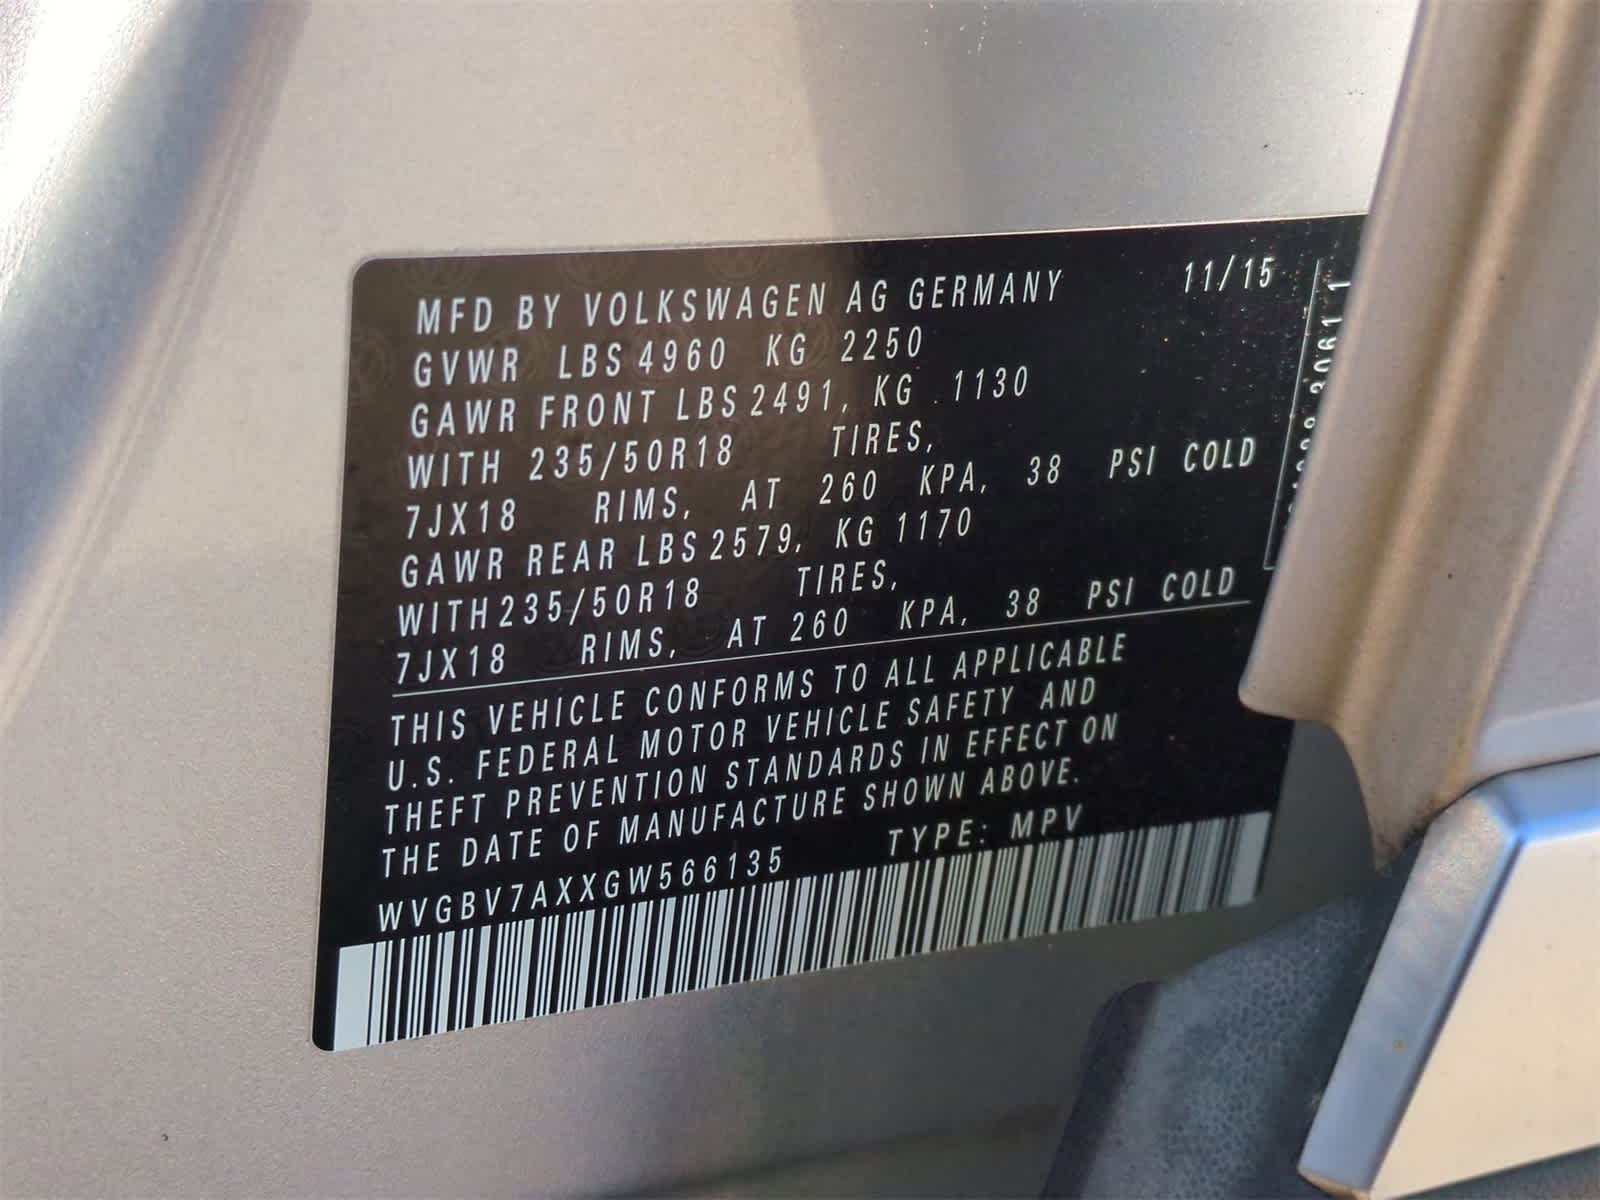 MFD BY VOLKSWAGEN AG GERMANY 11/15
GVWR LBS 4960 KG 2250
GAWR FRONT LBS 2491, KG 1130
WITH 235/50R18 TIRES,
7JX18 RIMS, AT 260 KPA, 38 PSI COLD
GAWR REAR LBS 2579, KG 1170
WITH 235/50R18 TIRES,
7JX18 RIMS, AT 260 KPA, 38 PSI COLD
THIS VEHICLE CONFORMS TO ALL APPLICABLE
U.S. FEDERAL MOTOR VEHICLE SAFETY AND
THEFT PREVENTION STANDARDS IN EFFECT ON
THE DATE OF MANUFACTURE SHOWN ABOVE.
WVGBV7AXXGW566135 TYPE: MPV